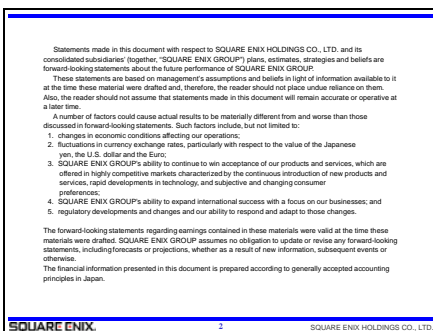 Statements made in this document with respect to SQUARE ENIX HOLDINGS CO., LTD. and its
consolidated subsidiaries' (together, "SQUARE ENIX GROUP") plans, estimates, strategies and beliefs are
forward-looking statements about the future performance of SQUARE ENIX GROUP.
These statements are based on management's assumptions and beliefs in light of information available to it
at the time these material were drafted and, therefore, the reader should not place undue reliance on them.
Also, the reader should not assume that statements made in this document will remain accurate or operative at
a later time.
A number of factors could cause actual results to be materially different from and worse than those
discussed in forward-looking statements. Such factors include, but not limited to:
1. changes in economic conditions affecting our operations;
2. fluctuations in currency exchange rates, particularly with respect to the value of the Japanese
yen, the U.S. dollar and the Euro;
3. SQUARE ENIX GROUP's ability to continue to win acceptance of our products and services, which are
offered in highly competitive markets characterized by the continuous introduction of new products and
services, rapid developments in technology, and subjective and changing consumer
preferences;
4. SQUARE ENIX GROUP's ability to expand international success with a focus on our businesses; and
5. regulatory developments and changes and our ability to respond and adapt to those changes.
The forward-looking statements regarding earnings contained in these materials were valid at the time these
materials were drafted. SQUARE ENIX GROUP assumes no obligation to update or revise any forward-looking
statements, including forecasts or projections, whether as a result of new information, subsequent events or
otherwise.
The financial information presented in this document is prepared according to generally accepted accounting
principles in Japan.
SQUARE ENIX.
2
SQUARE ENIX HOLDINGS CO., LTD.